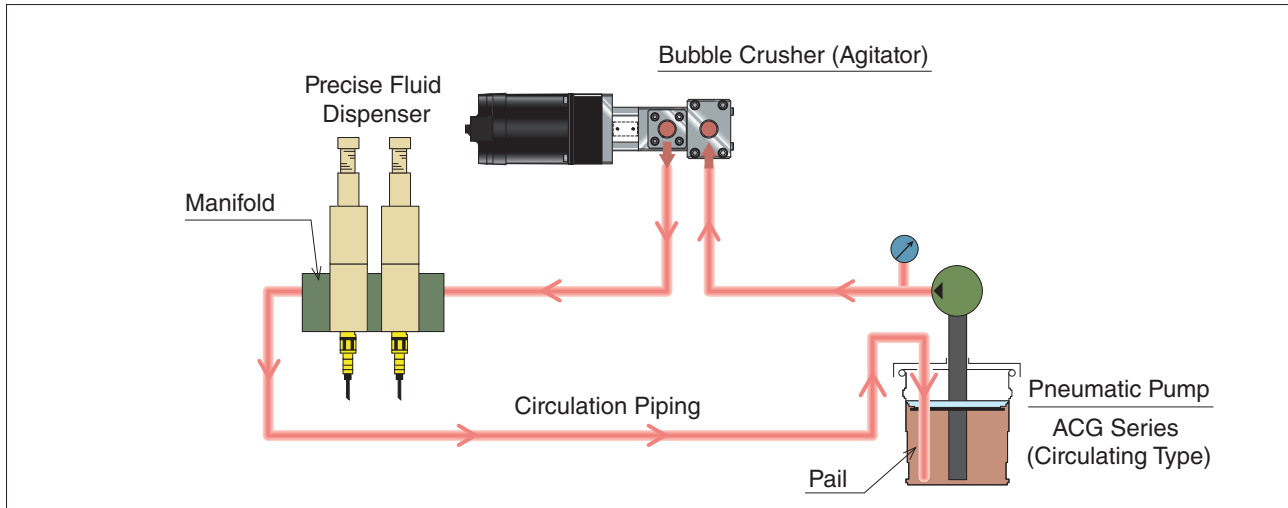 Bubble Crusher (Agitator)
Precise Fluid
Dispenser
Manifold
Circulation Piping
Pneumatic Pump
ACG Series
(Circulating Type)
Pail